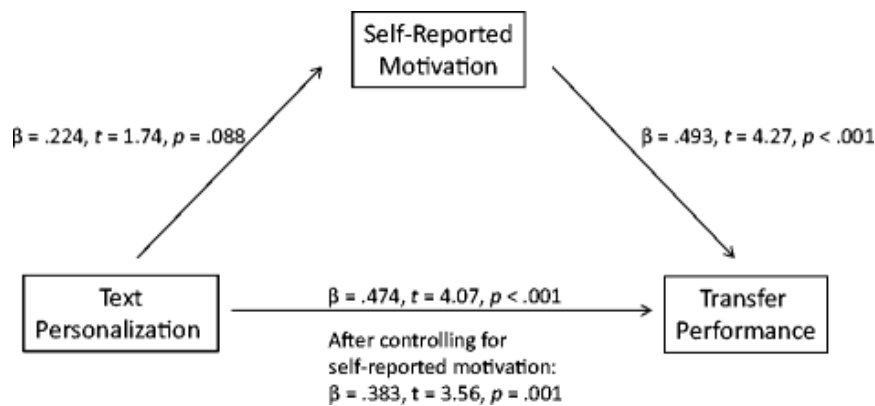 Self-Reported
Motivation
β = .224, t = 1.74, p = .088
β = .493, t = 4.27, p < .001
Text
Personalization
β = .474, t = 4.07, p < .001
After controlling for
self-reported motivation:
β = .383, t = 3.56, p = .001
Transfer
Performance